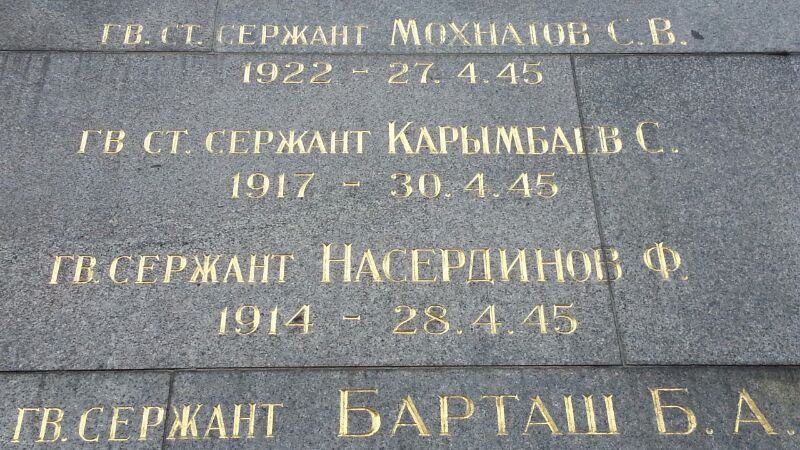 ГВ. СТ. СЕРЖАНТ МОХНАТОВ С.В.
1922 - 27.4.45
ГВ СТ. СЕРЖАНТ КАРЫМБАЕВ С.
1917 - 30.4.45
ГВ. СЕРЖАНТ НАСЕРДИНОВ Ф.
1914 - 28.4.45
ГВ. СЕРЖАНТ БАРТАШ Б.А.